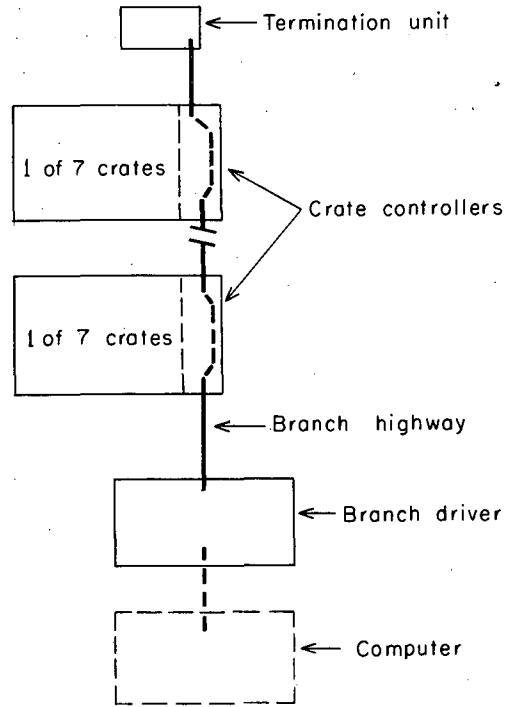 Termination unit
1 of 7 crates
Crate controllers
1 of 7 crates
Branch highway
Branch driver
Computer